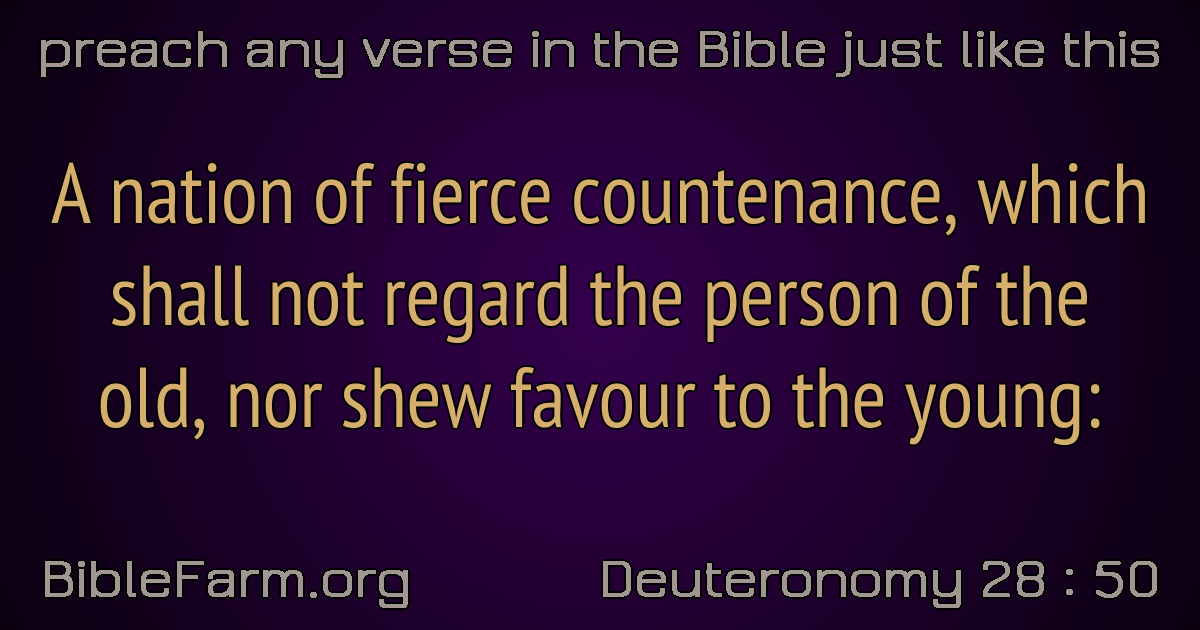 preach any verse in the Bible just like this
A nation of fierce countenance, which
shall not regard the person of the
old, nor shew favour to the young:
BibleFarm.org
Deuteronomy 28 : 50